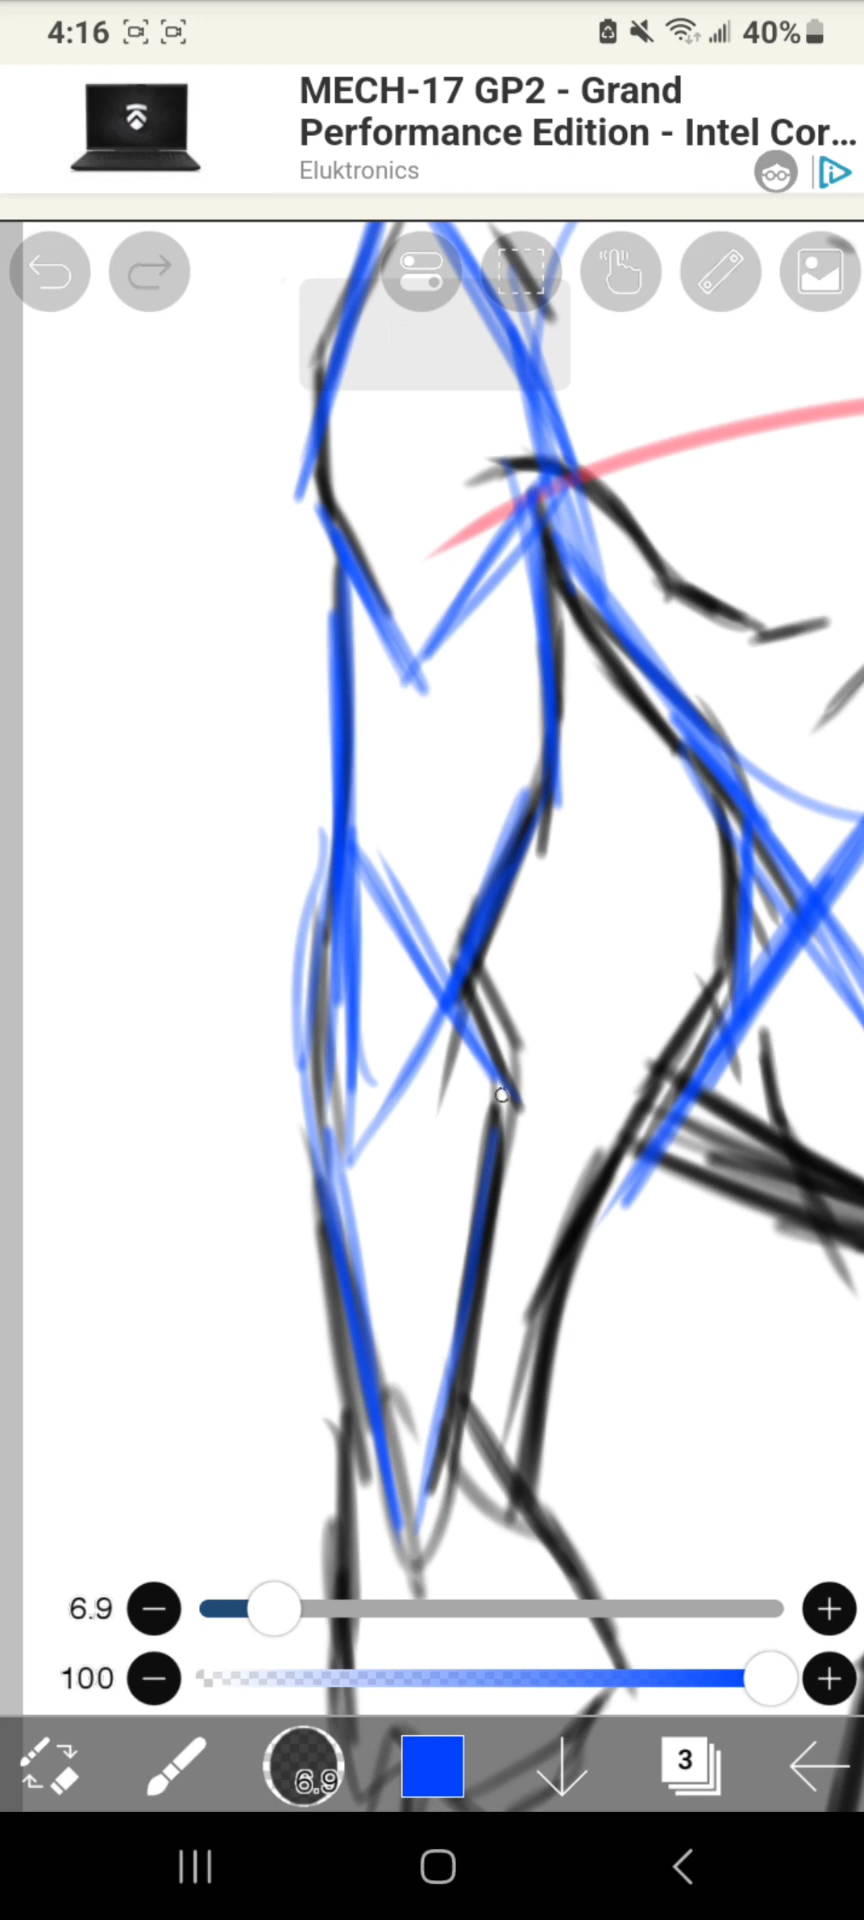 4:16
40%
MECH-17 GP2 - Grand
Performance Edition - Intel Cor...
Eluktronics
6.9
100
6.9
3